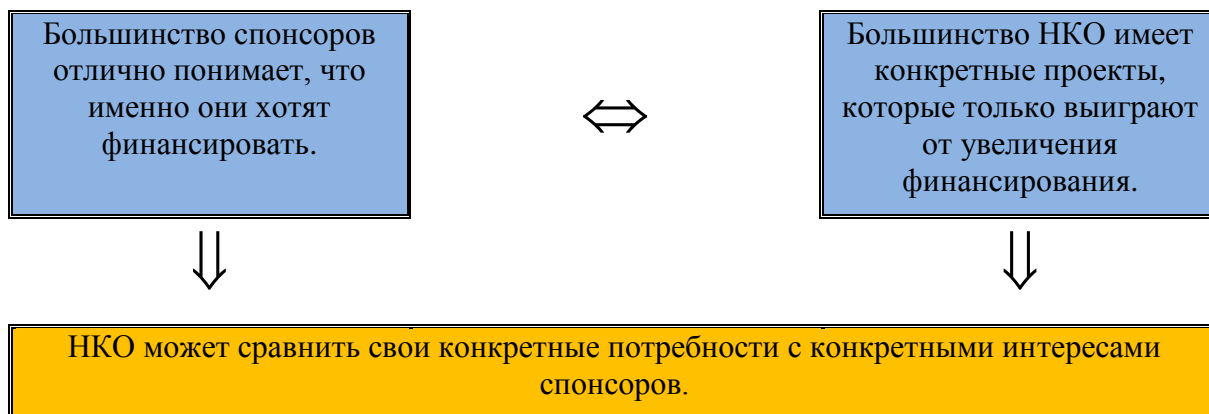 Большинство спонсоров
отлично понимает, что
именно они хотят
финансировать.
⇔
Большинство НКО имеет
конкретные проекты,
которые только выиграют
от увеличения
финансирования.
⇓
⇓
НКО может сравнить свои конкретные потребности с конкретными интересами
спонсоров.